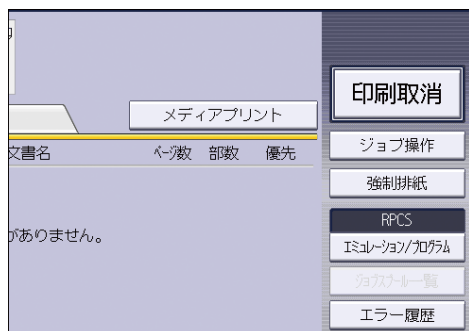 メディアプリント
文書名 ページ数 部数 優先
がありません。
印刷取消
ジョブ操作
強制排紙
RPCS
エミュレーション/プログラム
ジョブスプール一覧
エラー履歴